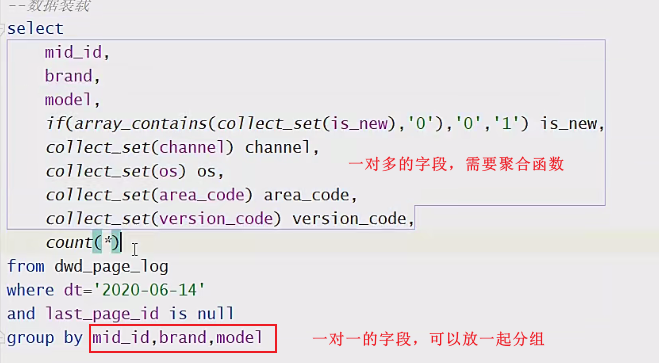 --数据装载
select
mid_id,
brand,
model,
if(array_contains(collect_set(is_new),'0'),'0','1') is_new,
collect_set(channel) channel,
collect_set(os) os,
一对多的字段，需要聚合函数
collect_set(area_code) area_code,
collect_set(version_code) version_code,
count(*)
from dwd_page_log
where dt='2020-06-14'
and last_page_id is null
group by mid_id,brand,model
一对一的字段，可以放一起分组